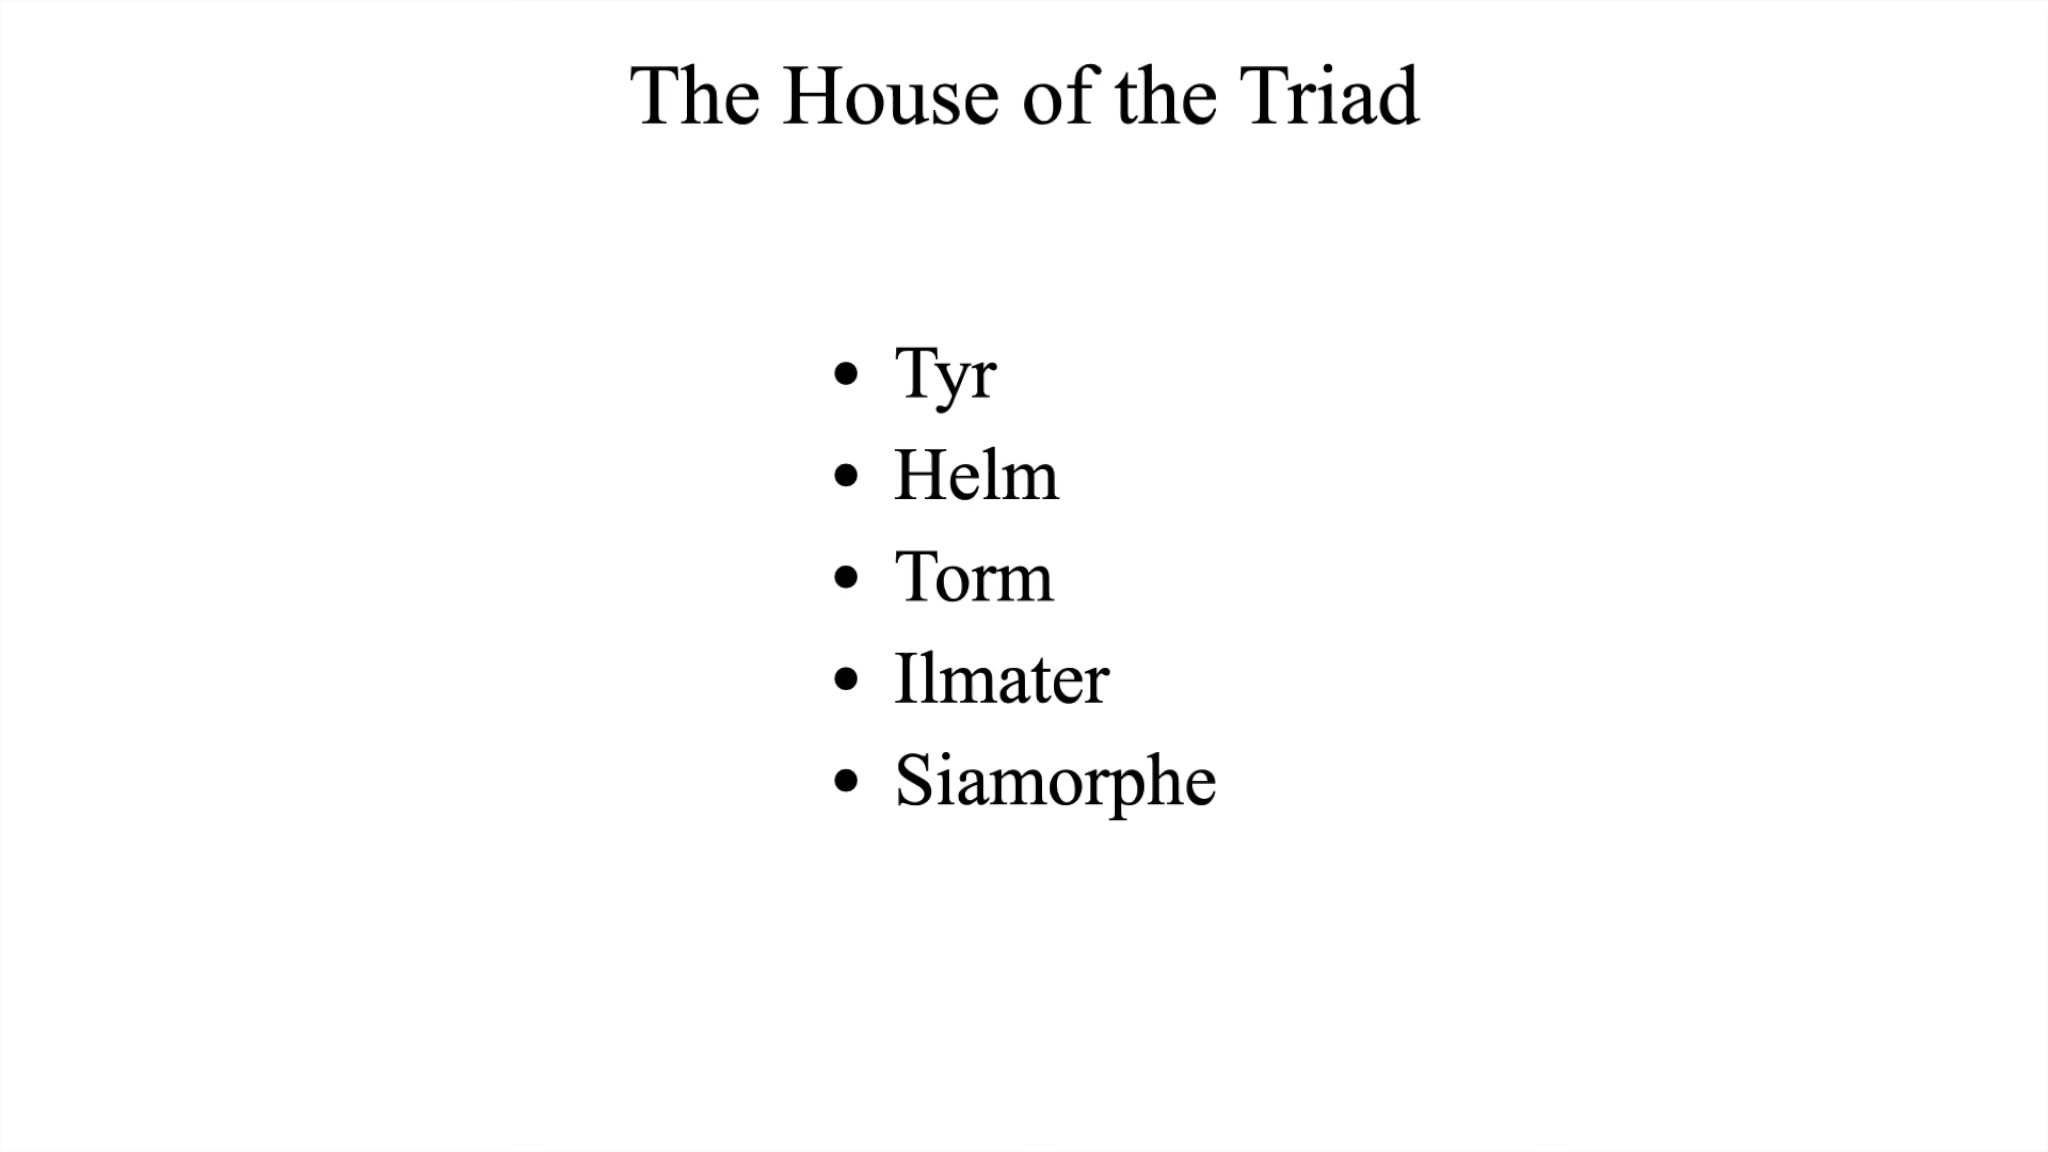 The House of the Triad
• Tyr
• Helm
• Torm
• Ilmater
• Siamorphe